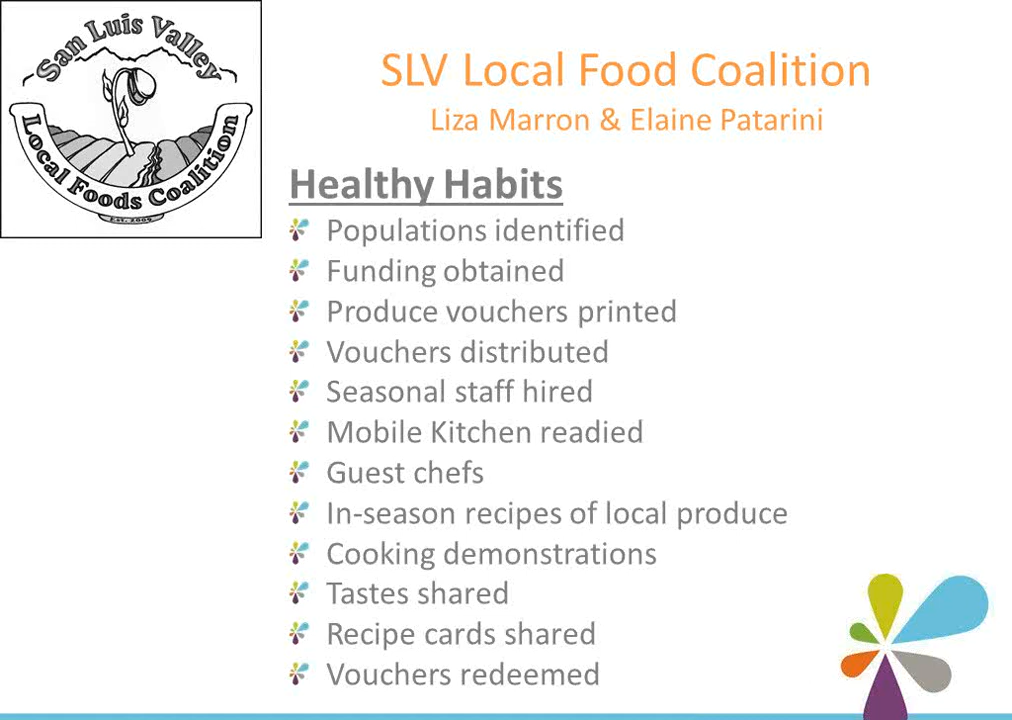 San Luis Valley
Local Foods Coalition
Est. 2009
SLV Local Food Coalition
Liza Marron & Elaine Patarini
Healthy Habits
Populations identified
Funding obtained
Produce vouchers printed
Vouchers distributed
Seasonal staff hired
Mobile Kitchen readied
Guest chefs
In-season recipes of local produce
Cooking demonstrations
Tastes shared
Recipe cards shared
Vouchers redeemed